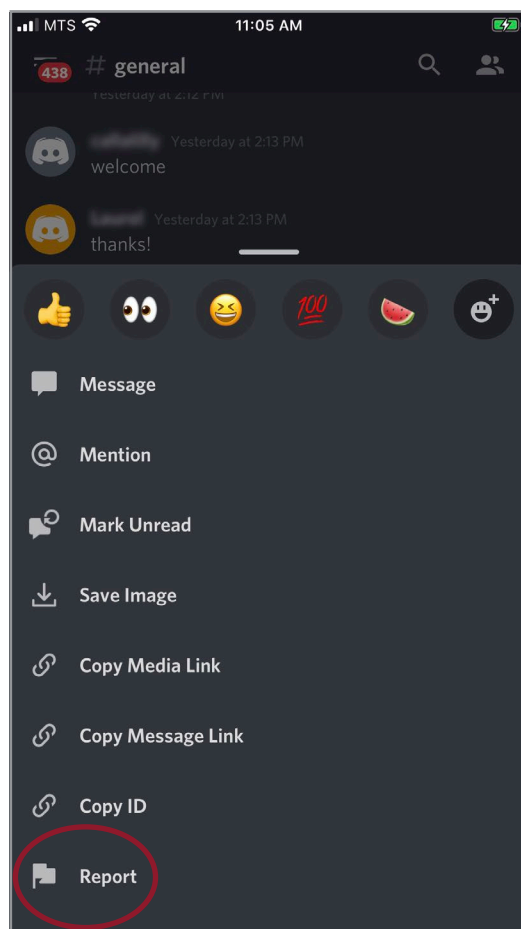 MTS 11:05 AM
438 # general
Yesterday at 2:12 PM
Yesterday at 2:13 PM
welcome
Laurel Yesterday at 2:13 PM
thanks!
100
Message
Mention
Mark Unread
Save Image
Copy Media Link
Copy Message Link
Copy ID
Report